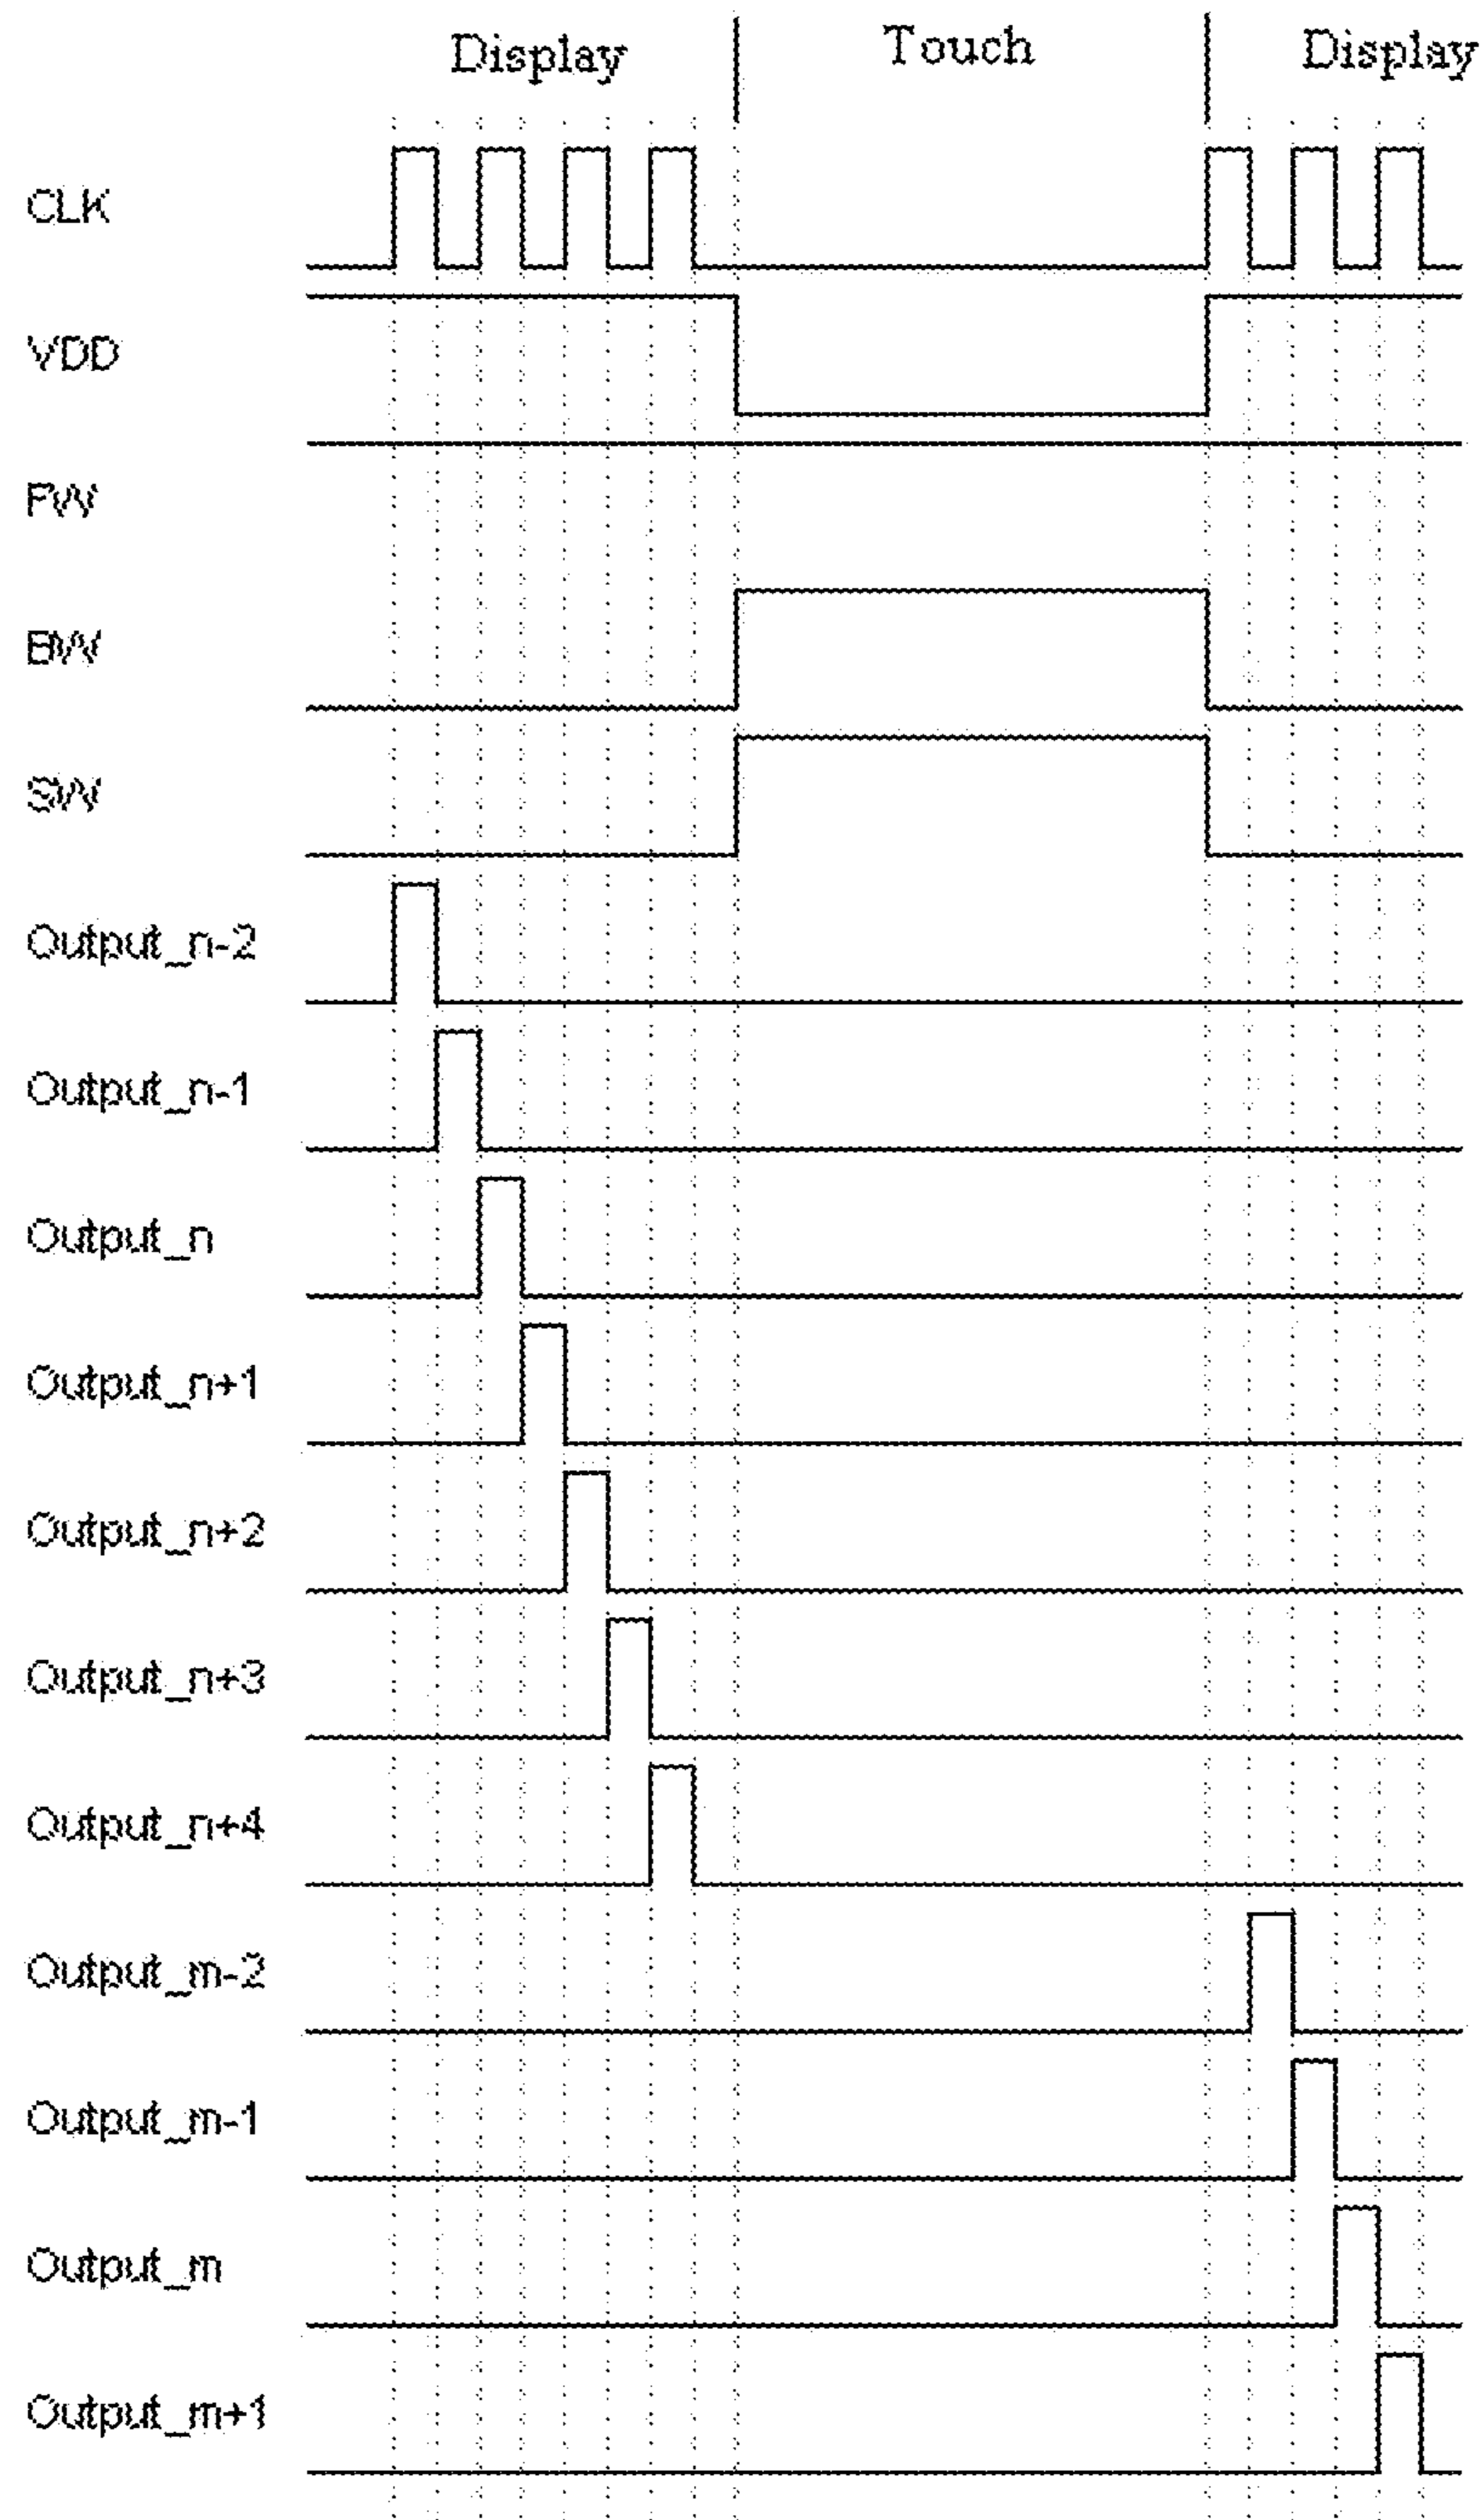 Display Touch Display
CLK
VDD
FW
BW
SW
Output_n-2
Output_n-1
Output_n
Output_n+1
Output_n+2
Output_n+3
Output_n+4
Output_m-2
Output_m-1
Output_m
Output_m+1